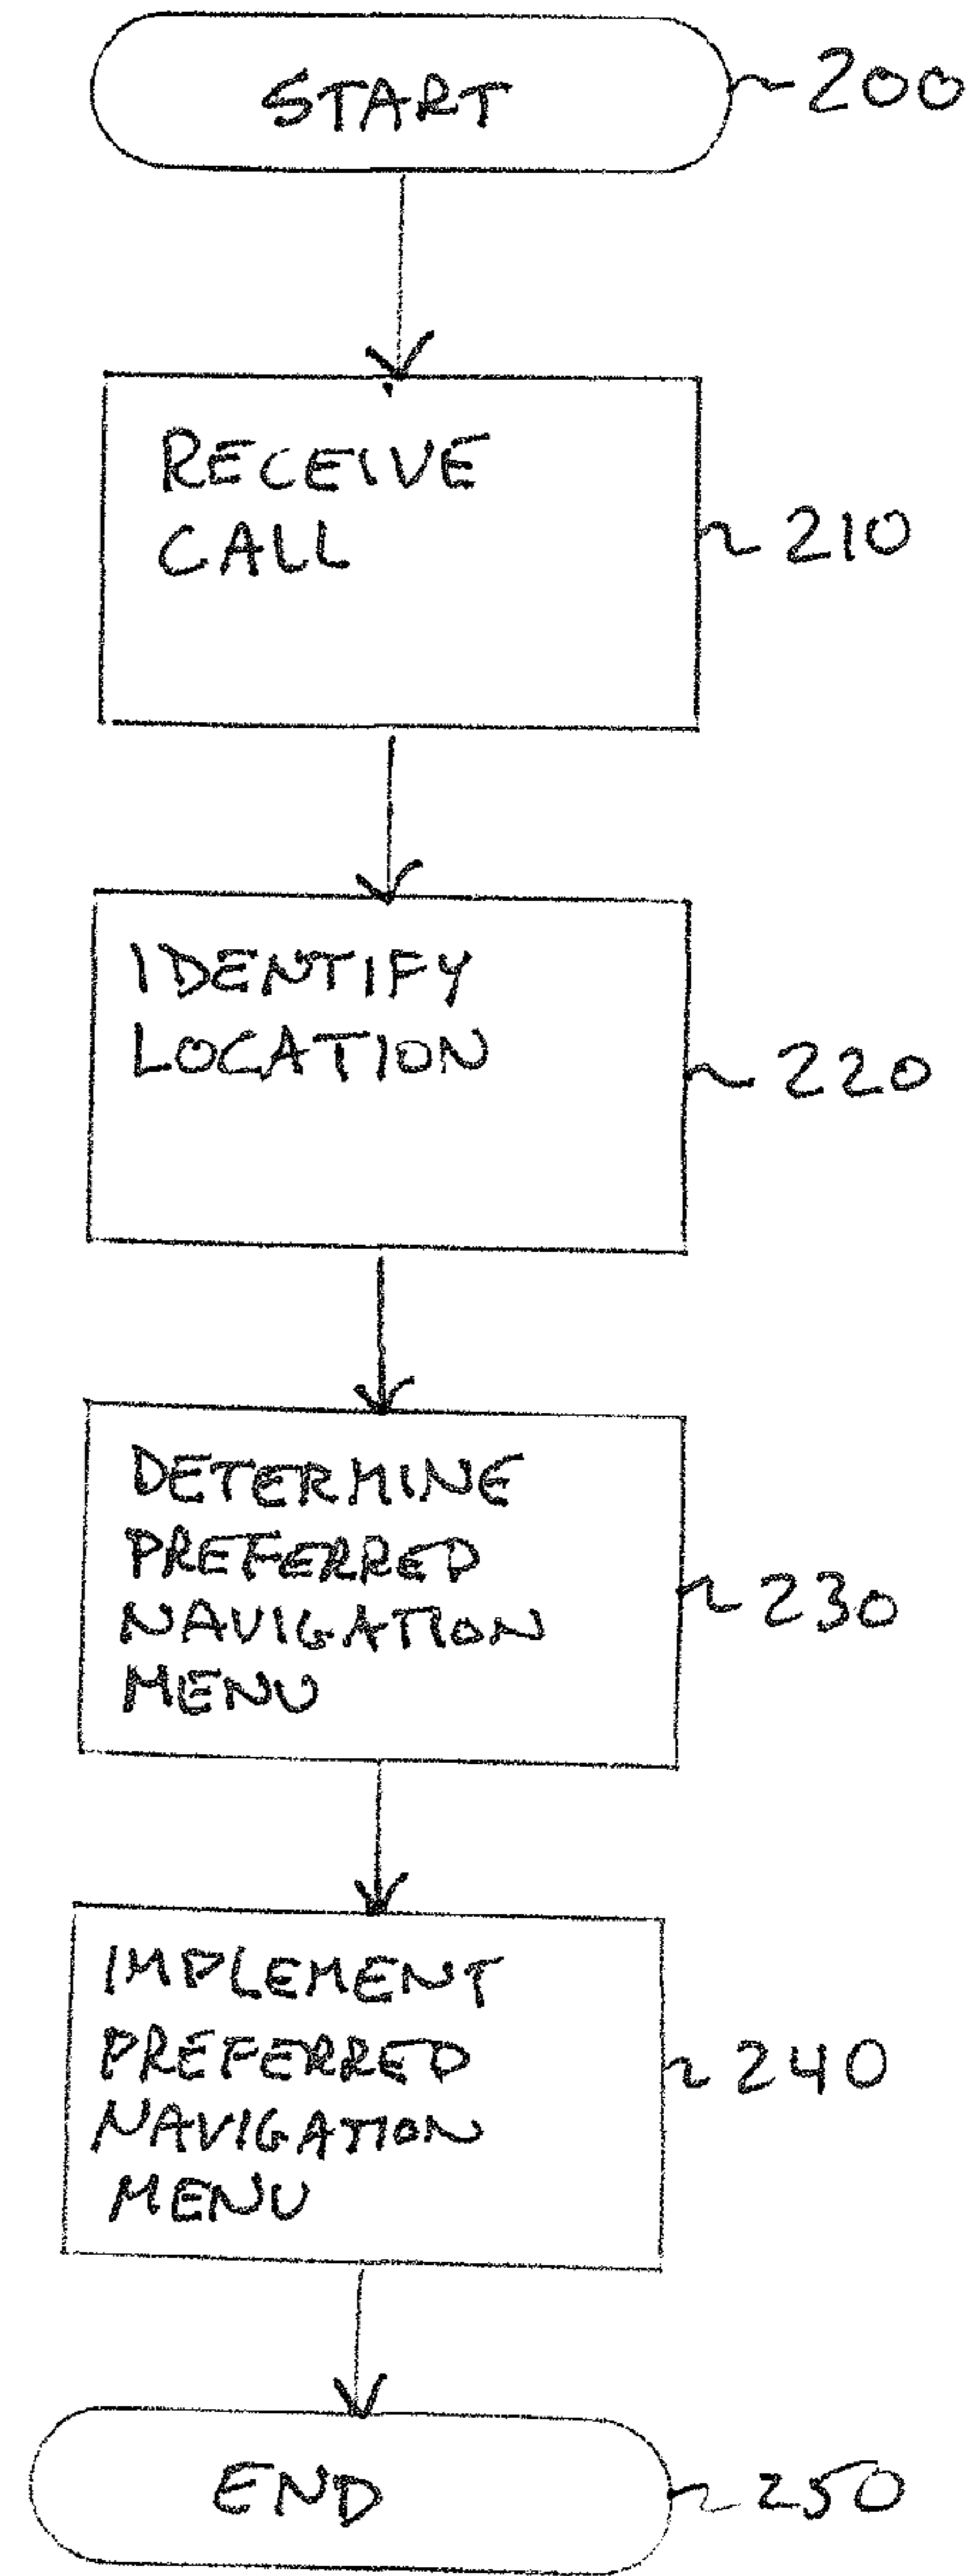 START
200
RECEIVE
CALL
210
IDENTIFY
LOCATION
220
DETERMINE
PREFERRED
NAVIGATION
MENU
230
IMPLEMENT
PREFERRED
NAVIGATION
MENU
240
END
250